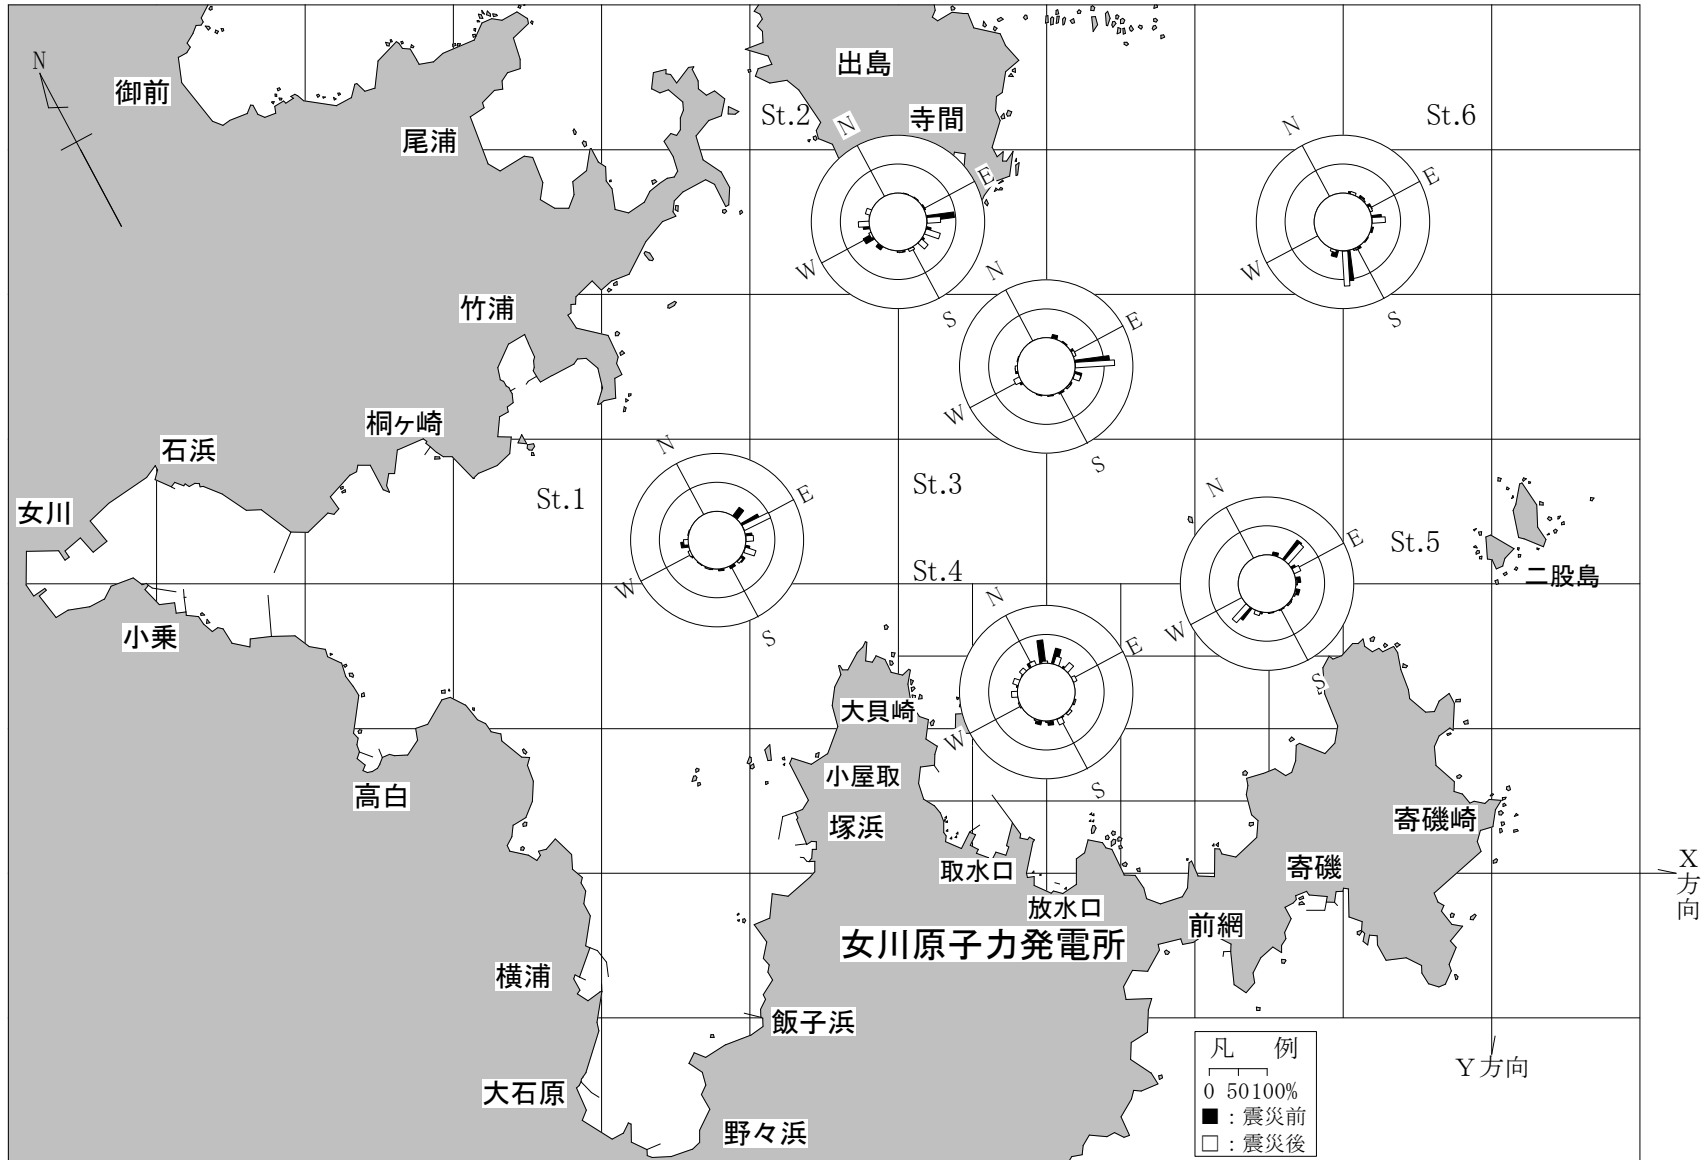 N
御前
出島
尾浦
St.2
寺間
St.6
N
E
W
S
N
E
W
S
竹浦
N
E
W
S
桐ヶ崎
石浜
女川
St.1
N
E
W
S
St.3
St.4
St.5
N
E
W
S
二股島
小乗
N
E
W
S
大貝崎
小屋取
高白
塚浜
寄磯崎
取水口
寄磯
X方向
放水口
前網
女川原子力発電所
横浦
飯子浜
凡 例
0 50100%
■:震災前
□:震災後
Y方向
大石原
野々浜